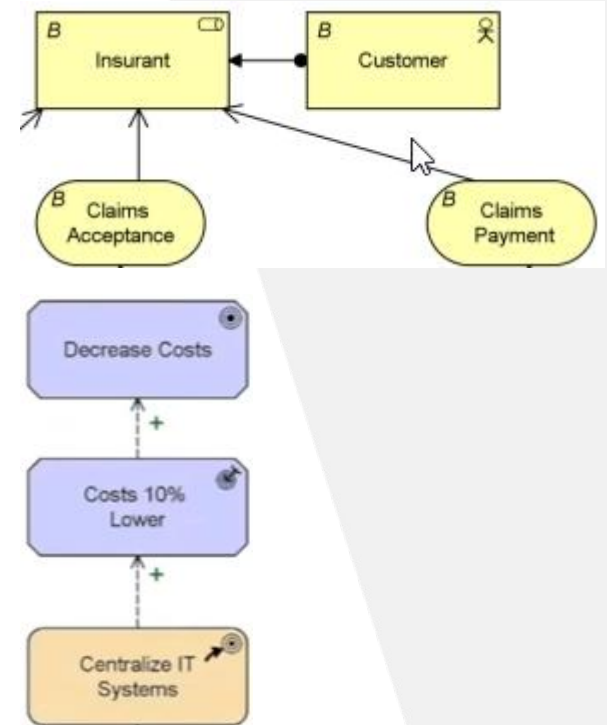 B
Insurant
B
Customer
B
Claims
Acceptance
B
Claims
Payment
Decrease Costs
+
Costs 10%
Lower
+
Centralize IT
Systems